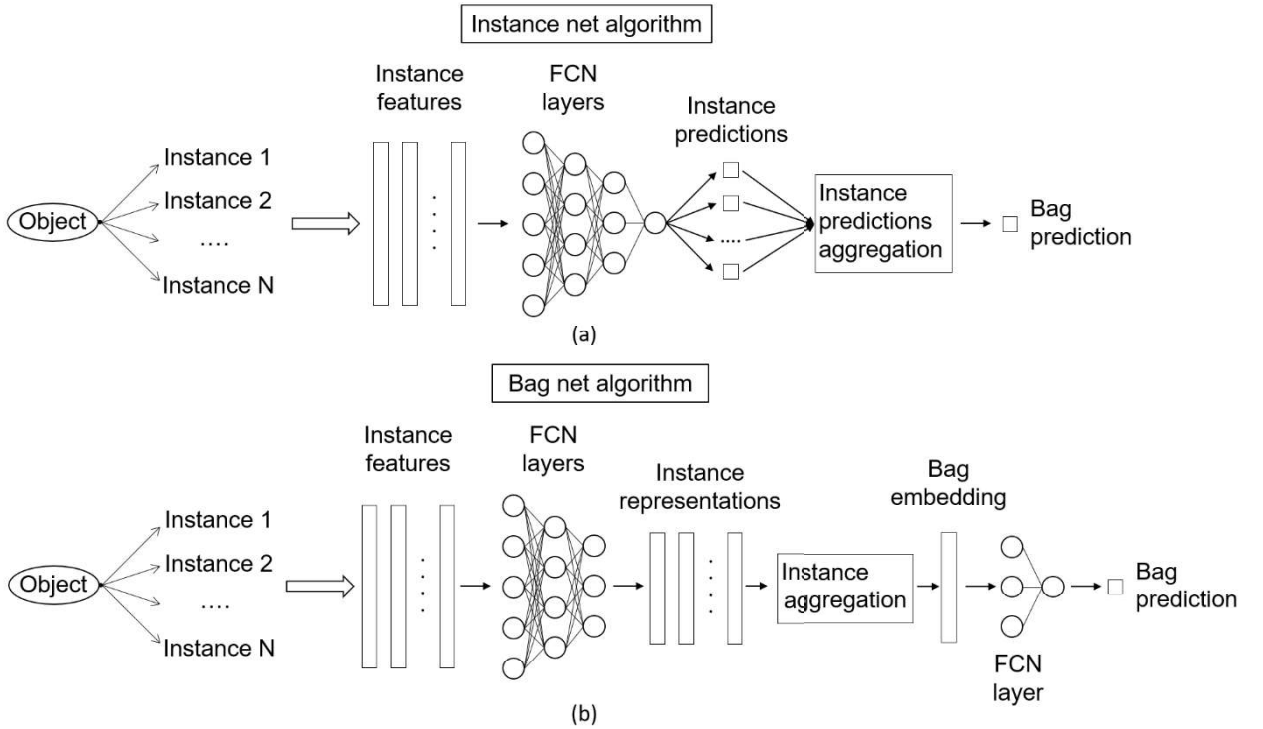 Instance net algorithm
Instance
features
FCN
layers
Instance
predictions
Instance 1
Instance 2
....
Instance N
Object
....
Instance
predictions
aggregation
Bag
prediction
(a)
Bag net algorithm
Instance
features
FCN
layers
Instance
representations
Bag
embedding
Instance 1
Instance 2
....
Instance N
Object
Instance
aggregation
Bag
prediction
FCN
layer
(b)